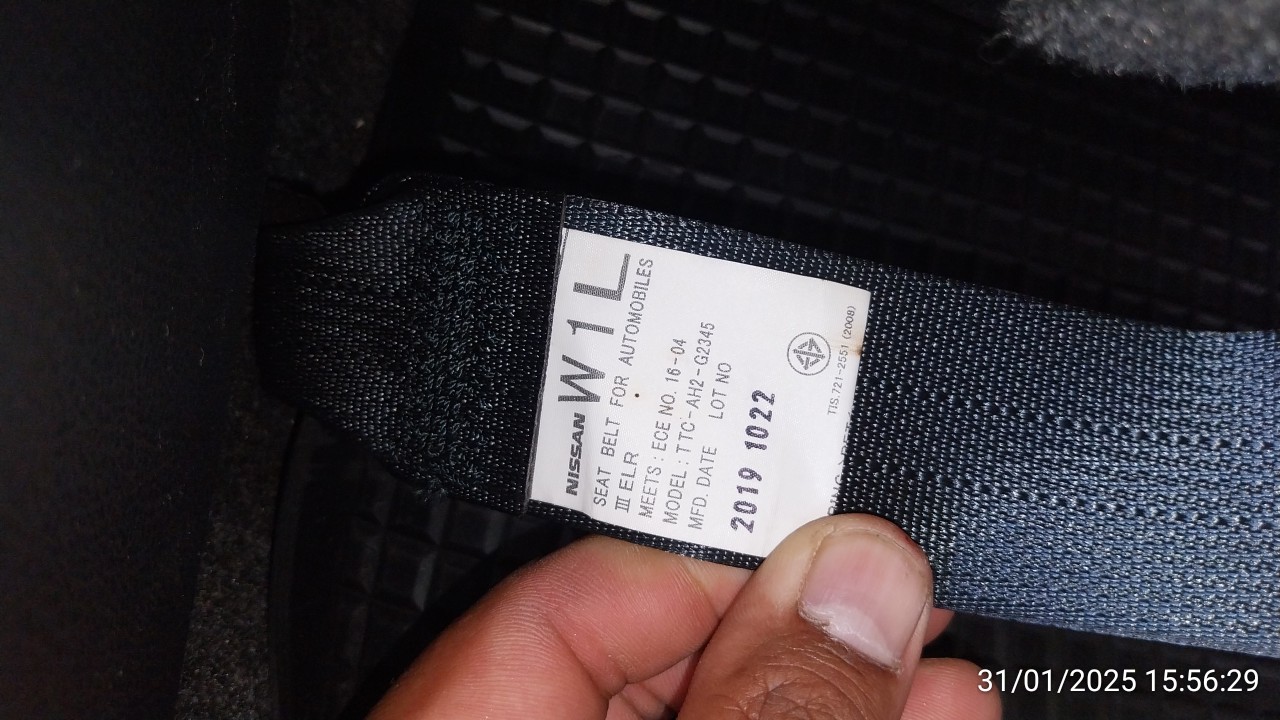 NISSAN W1L
SEAT BELT FOR AUTOMOBILES
III ELR
MEETS : ECE NO. 16-04
MODEL : TTC-AH2-G2345
MFD. DATE LOT NO
2019 1022
TIS.721-2551 (2008)
31/01/2025 15:56:29